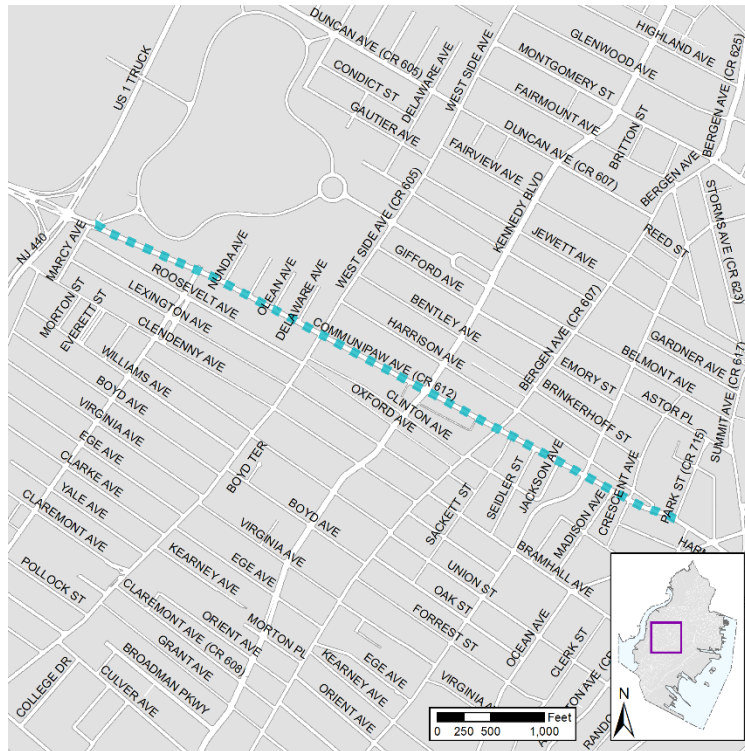 HIGHLAND AVE
BERGEN AVE (CR 625)
GLENWOOD AVE
DUNCAN AVE (CR 605)
DELAWARE AVE
WEST SIDE AVE
MONTGOMERY ST
US 1 TRUCK
CONDICT ST
FAIRMOUNT AVE
GAUTIER AVE
BRITTON ST
FAIRVIEW AVE
DUNCAN AVE (CR 607)
BERGEN AVE
STORMS AVE (CR 623)
KENNEDY BLVD
WEST SIDE AVE (CR 605)
REED ST
MARCY AVE
NJ 440
NUNDA AVE
GIFFORD AVE
JEWETT AVE
ROOSEVELT AVE
OLEAN AVE
DELAWARE AVE
BENTLEY AVE
BERGEN AVE (CR 607)
MORTON ST
EVERETT ST
LEXINGTON AVE
COMMUNIPAW AVE (CR 612)
HARRISON AVE
GARDNER AVE
CLENDENNY AVE
BELMONT AVE
EMORY ST
SUMMIT AVE (CR 617)
WILLIAMS AVE
CLINTON AVE
BRINKERHOFF ST
ASTOR PL
BOYD AVE
OXFORD AVE
VIRGINIA AVE
EGE AVE
BOYD TER
SACKETT ST
SEIDLER ST
JACKSON AVE
MADISON AVE
CRESCENT AVE
PARK ST (CR 715)
CLARKE AVE
YALE AVE
BOYD AVE
CLAREMONT AVE
VIRGINIA AVE
BRAMHALL AVE
HARM
POLLOCK ST
KEARNEY AVE
EGE AVE
UNION ST
OAK ST
CLAREMONT AVE (CR 608)
ORIENT AVE
MORTON PL
FORREST ST
OCEAN AVE
CLERK ST
GRANT AVE
KEARNEY AVE
EGE AVE
COLLEGE DR
BROADMAN PKWY
CULVER AVE
ORIENT AVE
VIRGINIA AVE
N
Feet
0 250 500 1,000